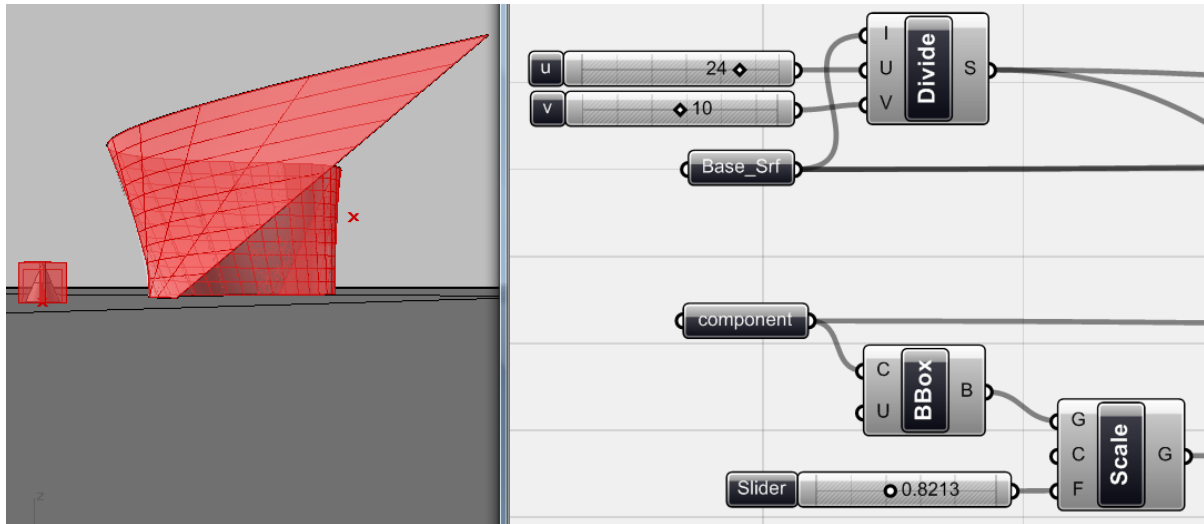 I
u 24 U Divide S
v 10 V
Base_Srf
component
C BBox B
U
G
C Scale G
Slider 0.8213 F
z